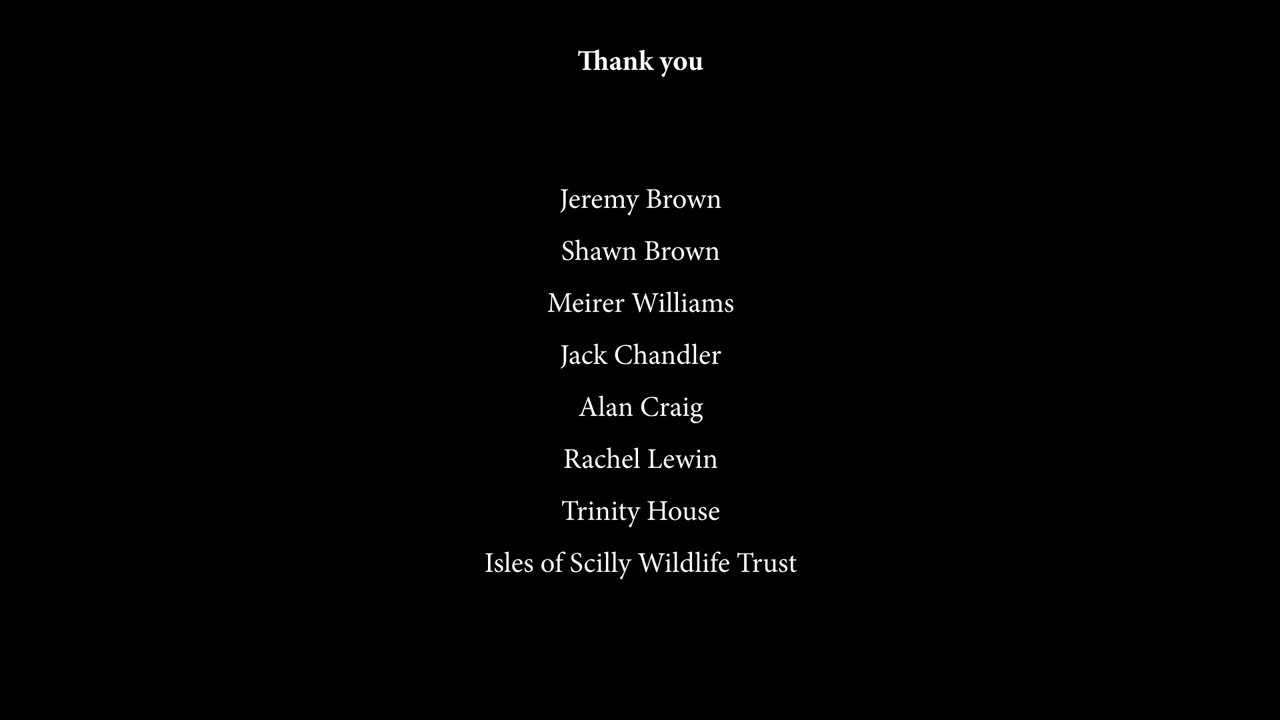 Thank you
Jeremy Brown
Shawn Brown
Meirer Williams
Jack Chandler
Alan Craig
Rachel Lewin
Trinity House
Isles of Scilly Wildlife Trust